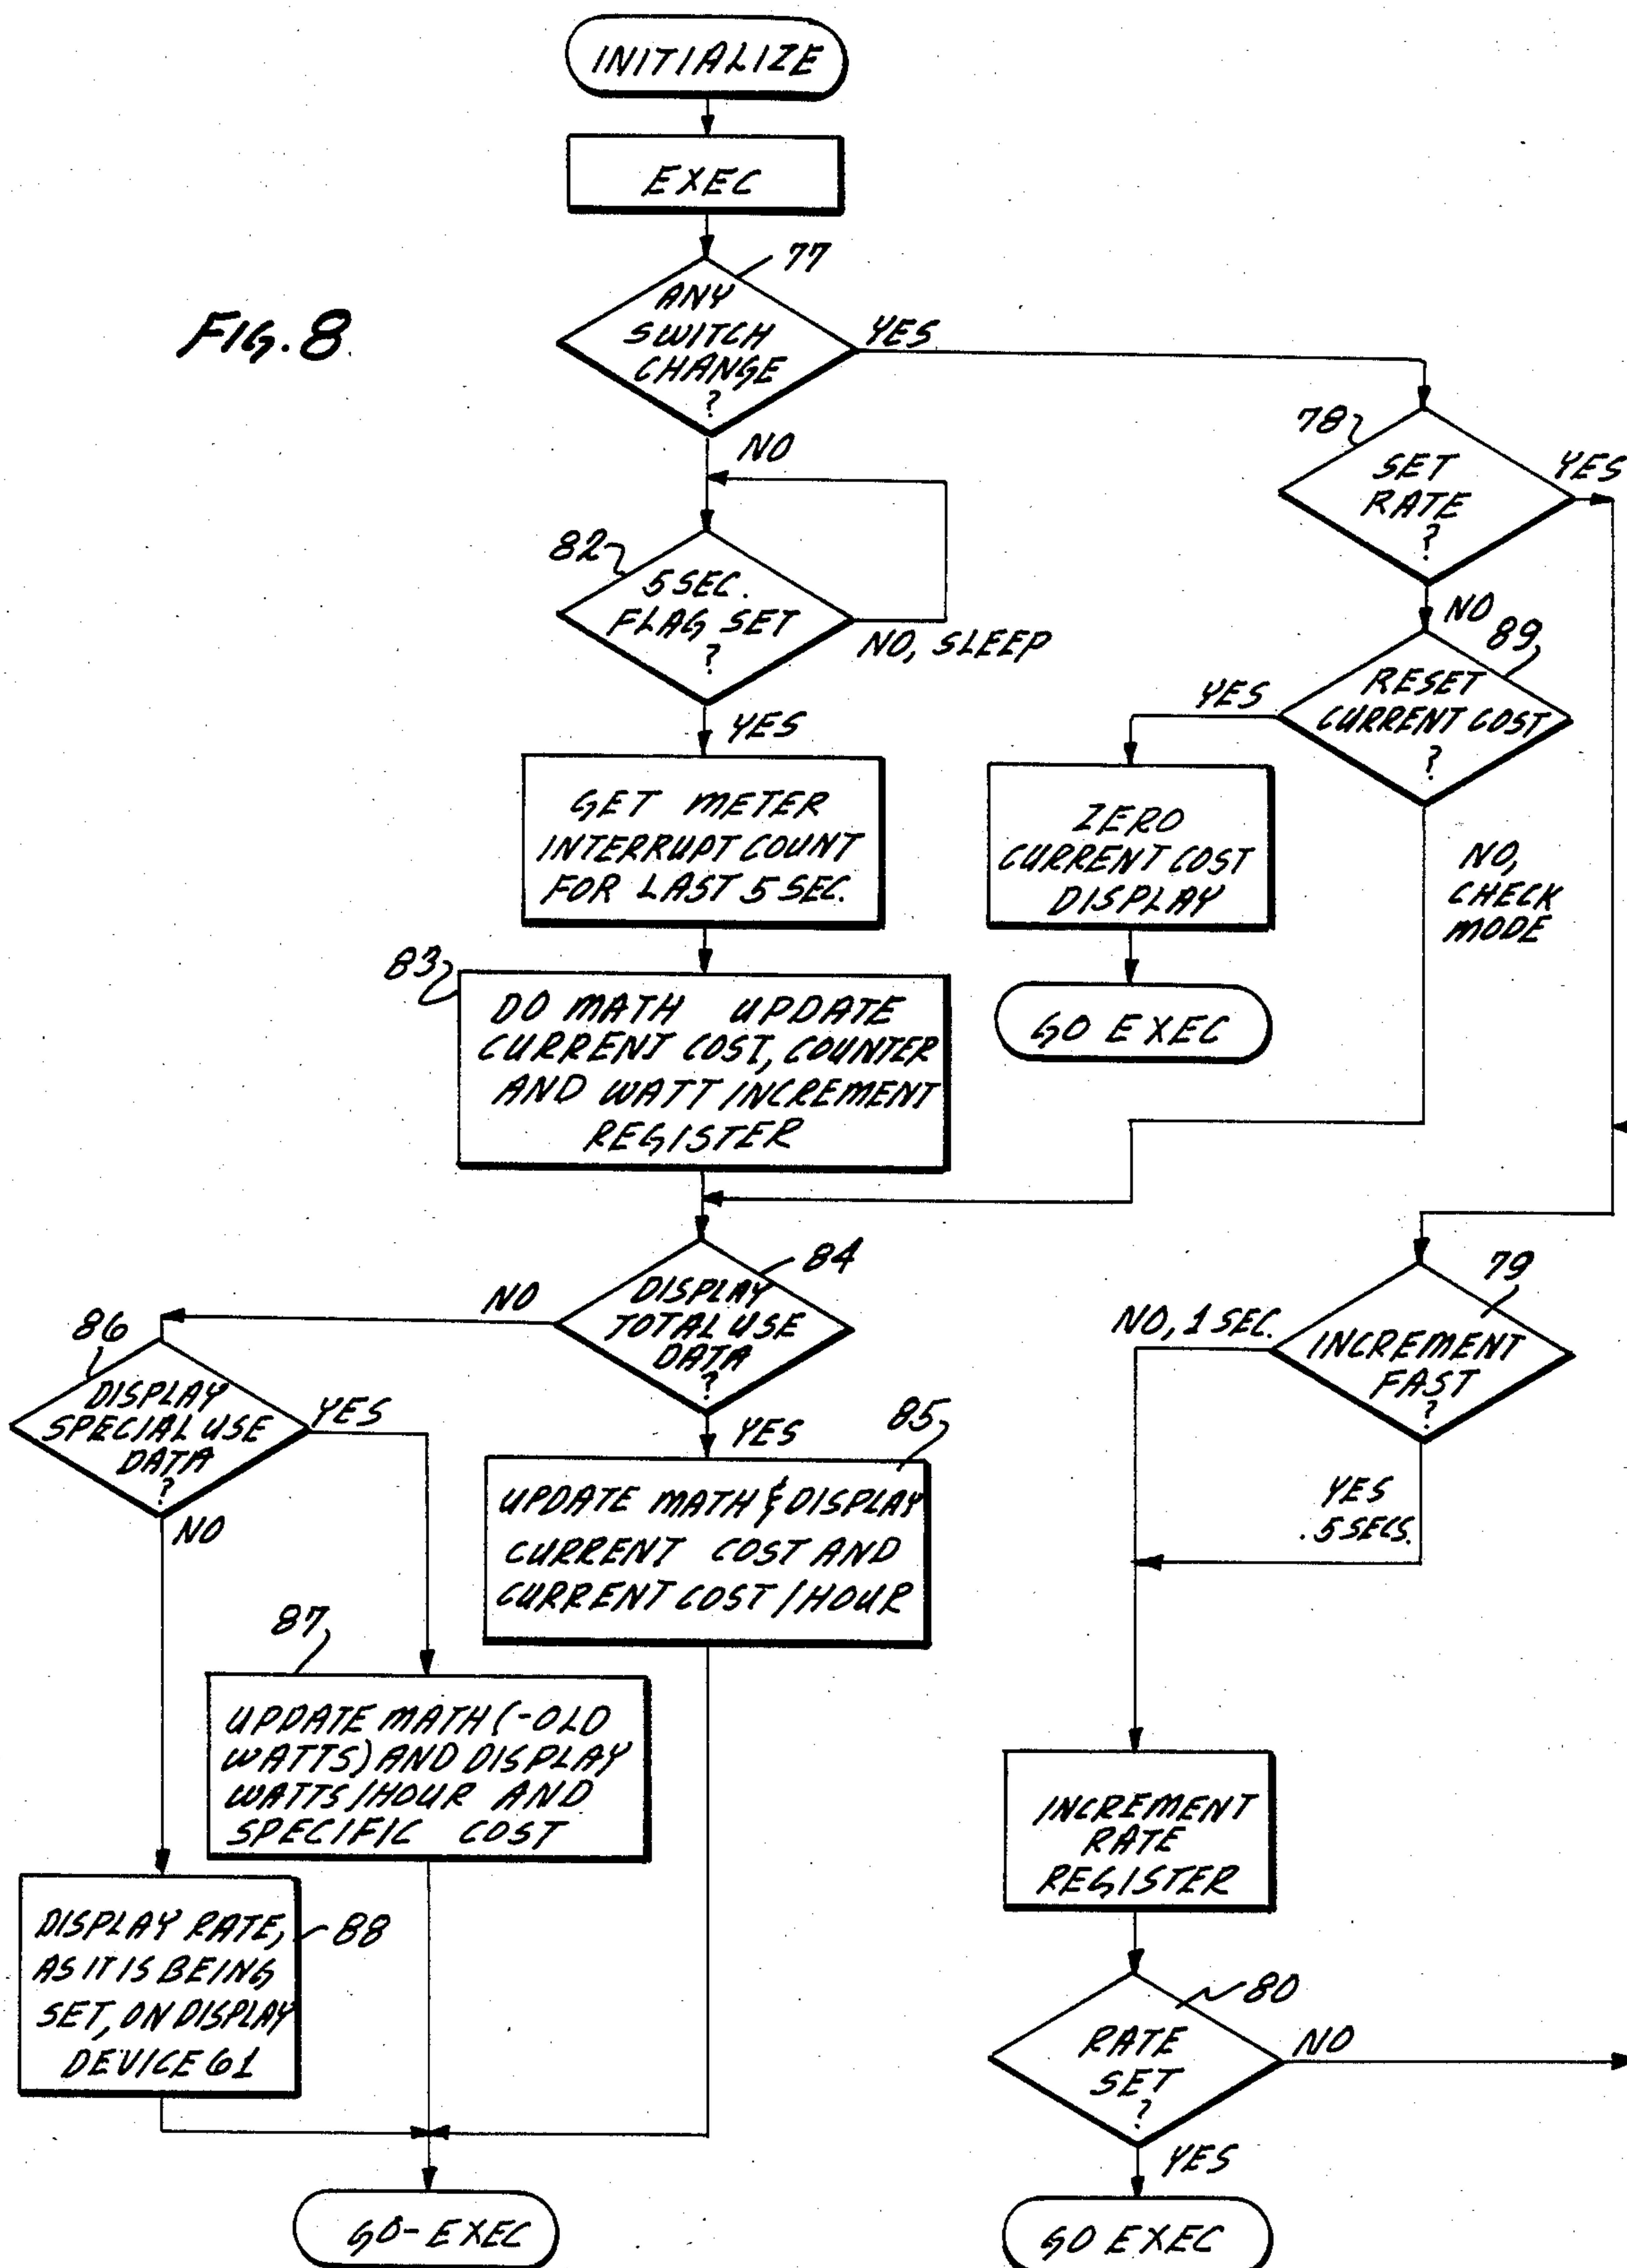 INITIALIZE
EXEC
FIG. 8
77
ANY
SWITCH
CHANGE
?
YES
NO
78
SET
RATE
?
YES
NO
82
5 SEC.
FLAG SET
?
NO, SLEEP
YES
89
RESET
CURRENT COST
?
YES
NO,
CHECK
MODE
GET METER
INTERRUPT COUNT
FOR LAST 5 SEC.
ZERO
CURRENT COST
DISPLAY
GO EXEC
83
DO MATH UPDATE
CURRENT COST, COUNTER
AND WATT INCREMENT
REGISTER
84
DISPLAY
TOTAL USE
DATA
?
NO
YES
79
INCREMENT
FAST
?
NO, 1 SEC.
YES
.5 SECS.
86
DISPLAY
SPECIAL USE
DATA
?
YES
NO
85
UPDATE MATH & DISPLAY
CURRENT COST AND
CURRENT COST / HOUR
87
UPDATE MATH (-OLD
WATTS) AND DISPLAY
WATTS / HOUR AND
SPECIFIC COST
INCREMENT
RATE
REGISTER
88
DISPLAY RATE,
AS IT IS BEING
SET, ON DISPLAY
DEVICE 61
80
RATE
SET
?
NO
YES
GO-EXEC
GO EXEC